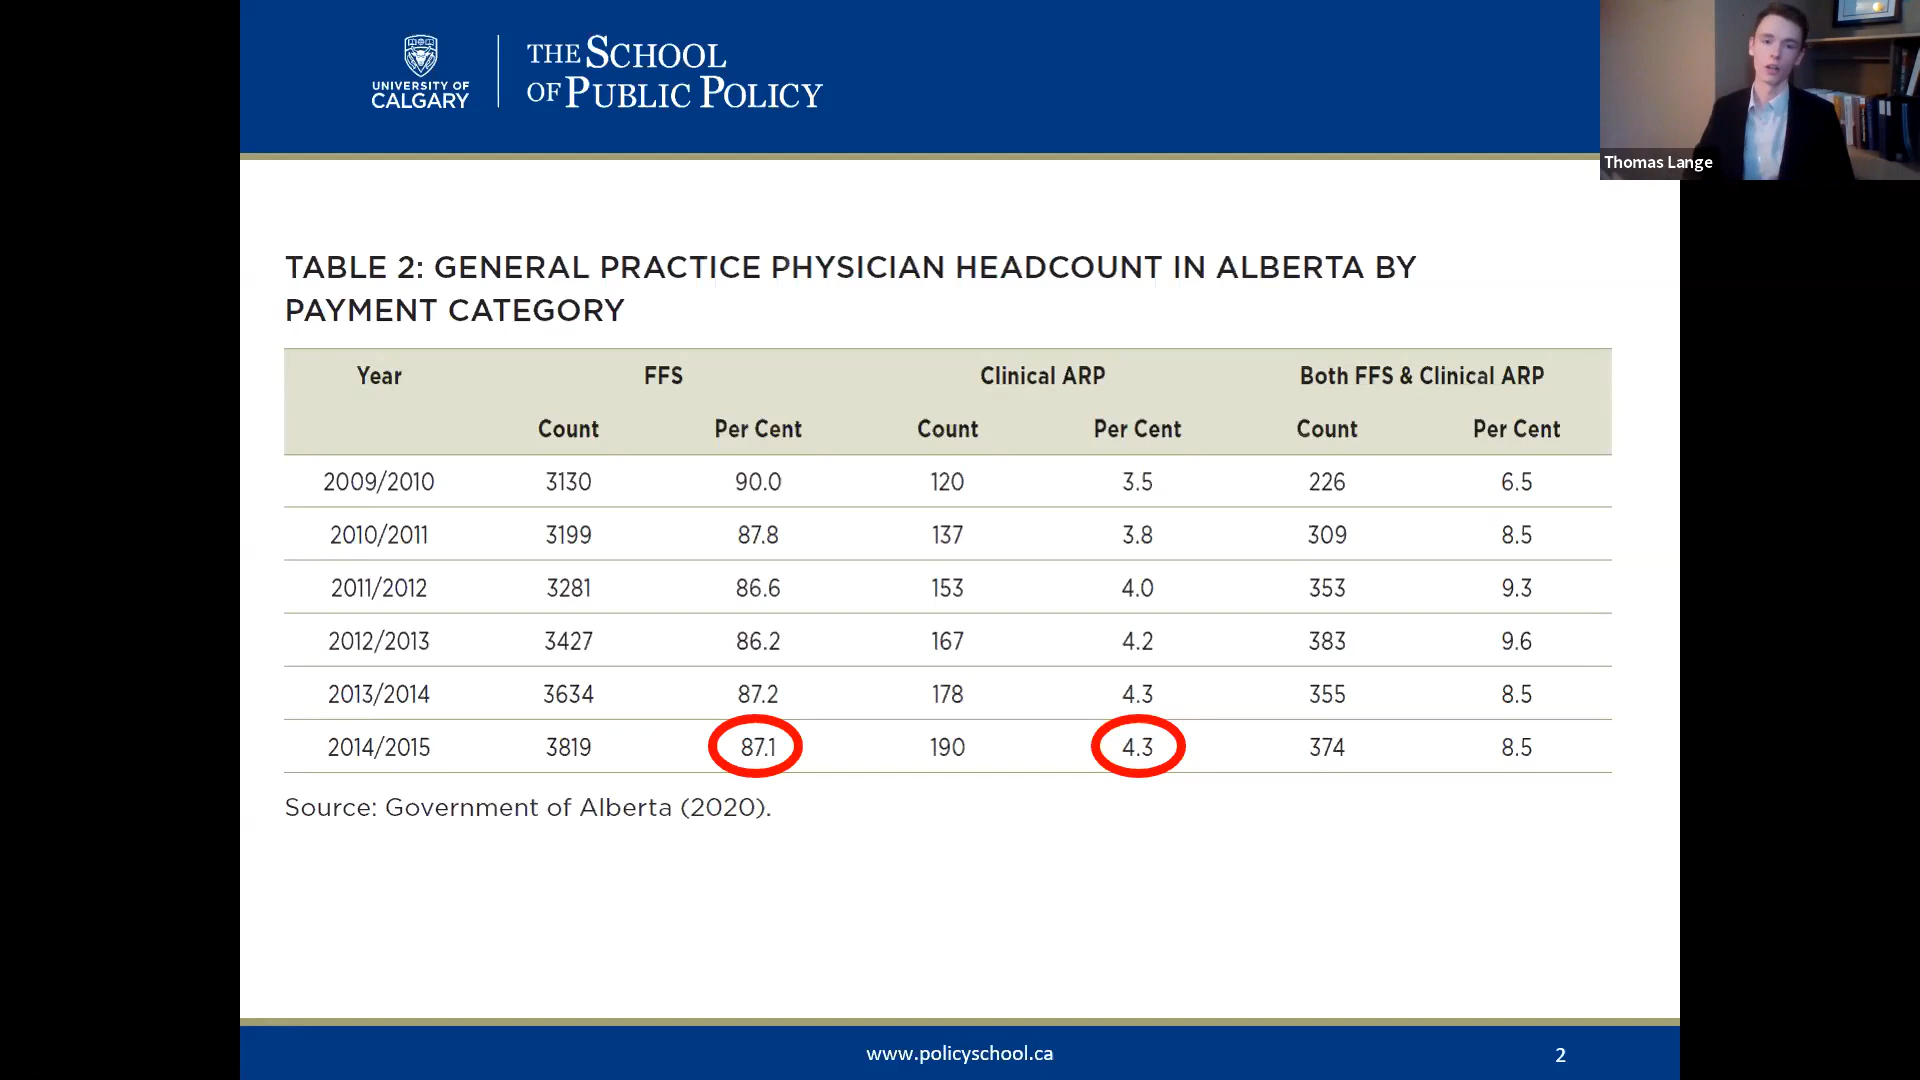 UNIVERSITY OF
CALGARY
THE SCHOOL
OF PUBLIC POLICY
Thomas Lange
TABLE 2: GENERAL PRACTICE PHYSICIAN HEADCOUNT IN ALBERTA BY
PAYMENT CATEGORY
Year FFS Clinical ARP Both FFS & Clinical ARP
Count Per Cent Count Per Cent Count Per Cent
2009/2010 3130 90.0 120 3.5 226 6.5
2010/2011 3199 87.8 137 3.8 309 8.5
2011/2012 3281 86.6 153 4.0 353 9.3
2012/2013 3427 86.2 167 4.2 383 9.6
2013/2014 3634 87.2 178 4.3 355 8.5
2014/2015 3819 87.1 190 4.3 374 8.5
Source: Government of Alberta (2020).
www.policyschool.ca
2